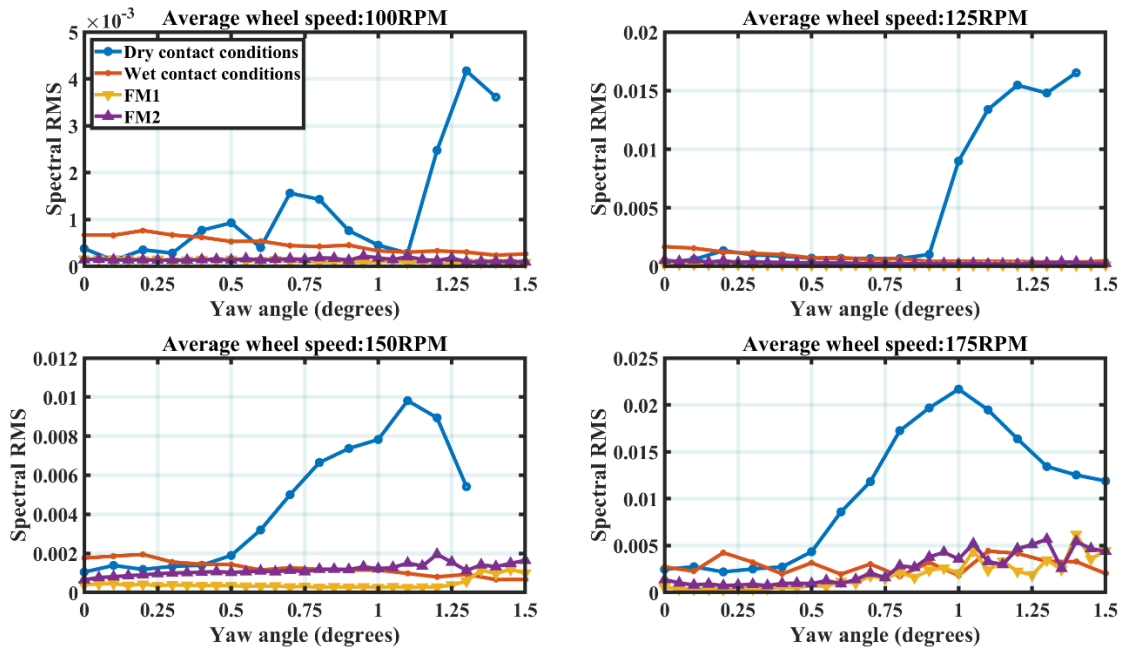 Average wheel speed:100RPM
×10⁻³
5
4
3
2
1
0
Spectral RMS
Dry contact conditions
Wet contact conditions
FM1
FM2
0 0.25 0.5 0.75 1 1.25 1.5
Yaw angle (degrees)
Average wheel speed:125RPM
0.02
0.015
0.01
0.005
0
Spectral RMS
0 0.25 0.5 0.75 1 1.25 1.5
Yaw angle (degrees)
Average wheel speed:150RPM
0.012
0.01
0.008
0.006
0.004
0.002
0
Spectral RMS
0 0.25 0.5 0.75 1 1.25 1.5
Yaw angle (degrees)
Average wheel speed:175RPM
0.025
0.02
0.015
0.01
0.005
0
Spectral RMS
0 0.25 0.5 0.75 1 1.25 1.5
Yaw angle (degrees)